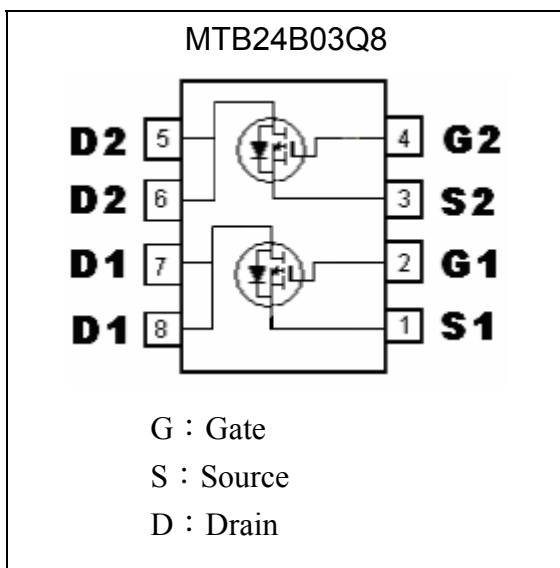 MTB24B03Q8
D2 5 4 G2
D2 6 3 S2
D1 7 2 G1
D1 8 1 S1
G：Gate
S：Source
D：Drain